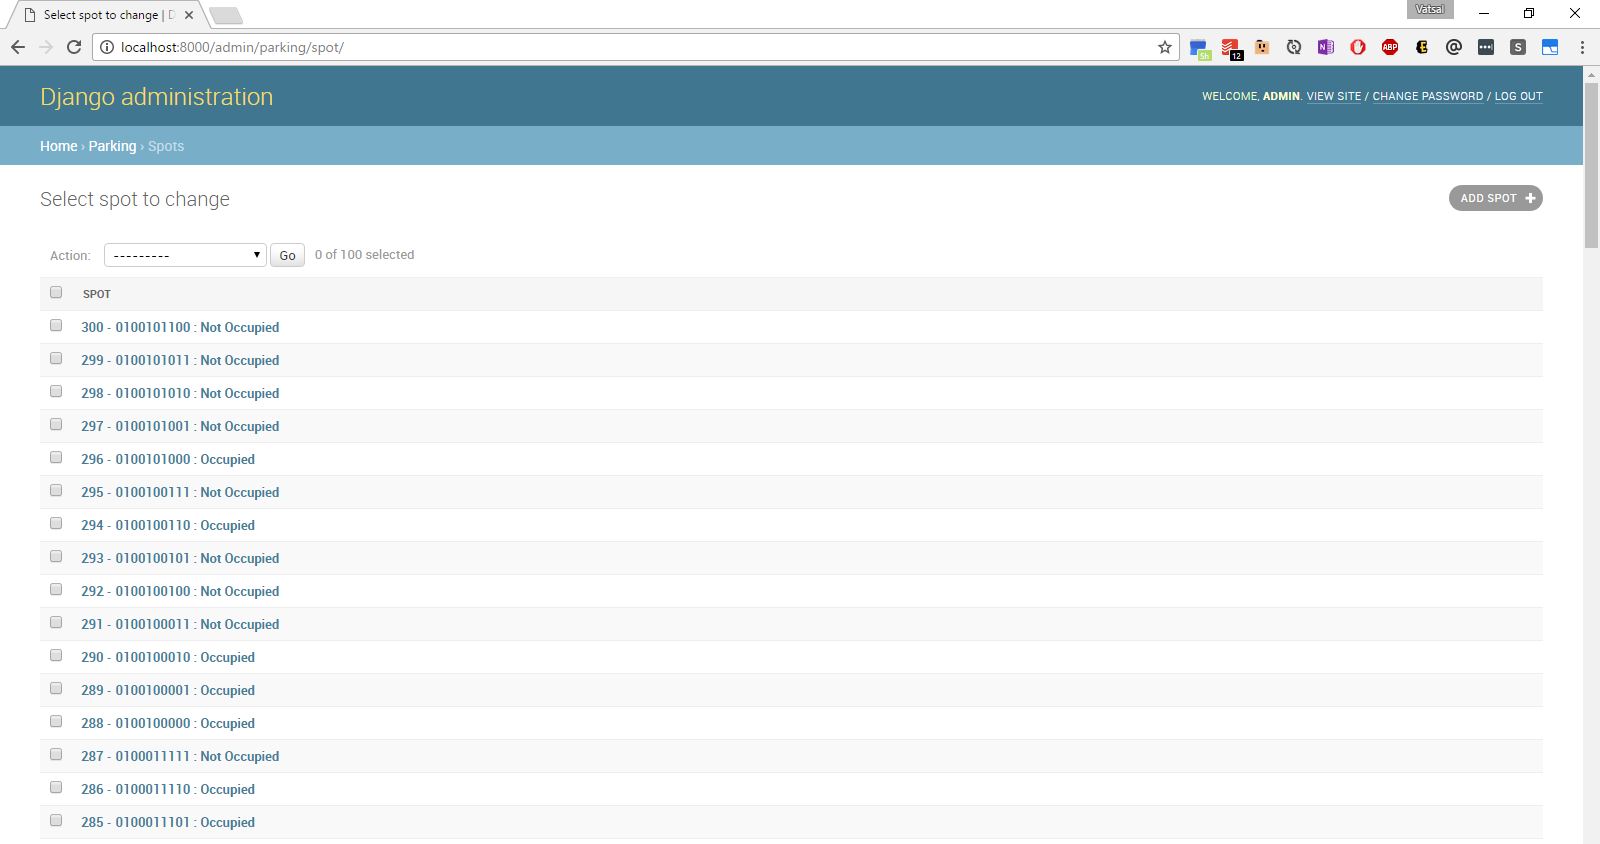 Select spot to change | D
Vatsal
localhost:8000/admin/parking/spot/
5h
12
N
ABP
@
S
Django administration
WELCOME, ADMIN. VIEW SITE / CHANGE PASSWORD / LOG OUT
Home › Parking › Spots
Select spot to change
ADD SPOT +
Action: --------- Go 0 of 100 selected
SPOT
300 - 0100101100 : Not Occupied
299 - 0100101011 : Not Occupied
298 - 0100101010 : Not Occupied
297 - 0100101001 : Not Occupied
296 - 0100101000 : Occupied
295 - 0100100111 : Not Occupied
294 - 0100100110 : Occupied
293 - 0100100101 : Not Occupied
292 - 0100100100 : Not Occupied
291 - 0100100011 : Not Occupied
290 - 0100100010 : Occupied
289 - 0100100001 : Occupied
288 - 0100100000 : Occupied
287 - 0100011111 : Not Occupied
286 - 0100011110 : Occupied
285 - 0100011101 : Occupied